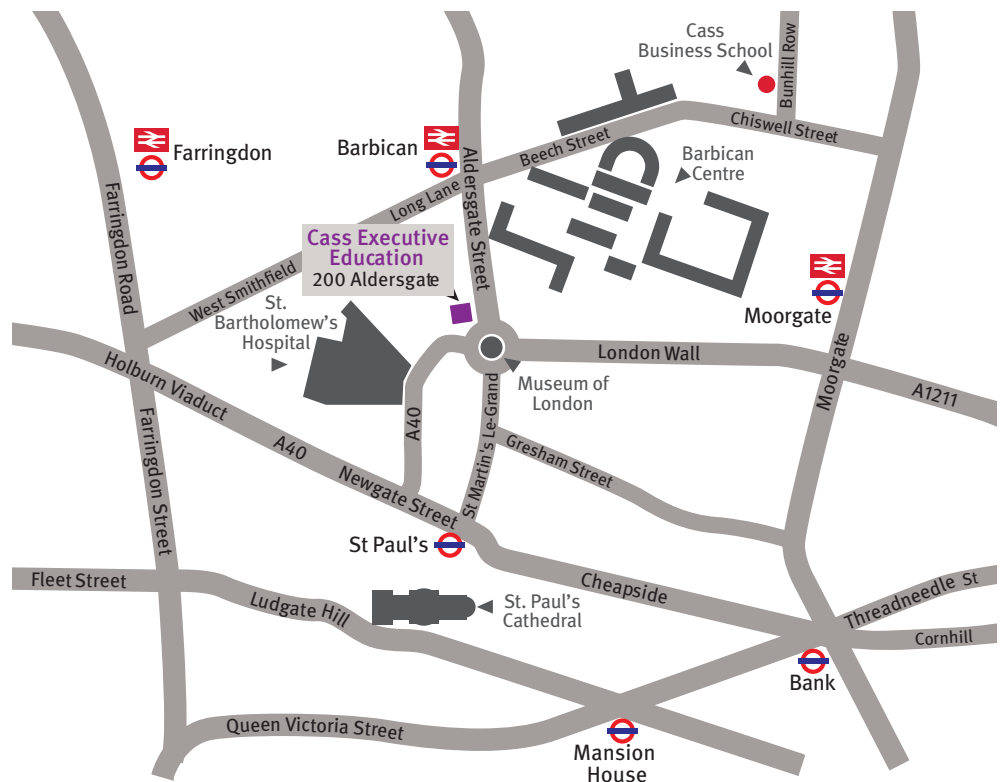 Cass
Business School
Bunhill Row
Chiswell Street
Farringdon
Barbican
Beech Street
Barbican
Centre
Long Lane
Aldersgate Street
Farringdon Road
Cass Executive
Education
200 Aldersgate
West Smithfield
St.
Bartholomew's
Hospital
Moorgate
Moorgate
London Wall
A1211
Museum of
London
Holburn Viaduct
A40
A40
Newgate Street
St Martin's Le-Grand
Gresham Street
Farringdon Street
St Paul's
Fleet Street
Ludgate Hill
St. Paul's
Cathedral
Cheapside
Threadneedle St
Cornhill
Bank
Queen Victoria Street
Mansion
House